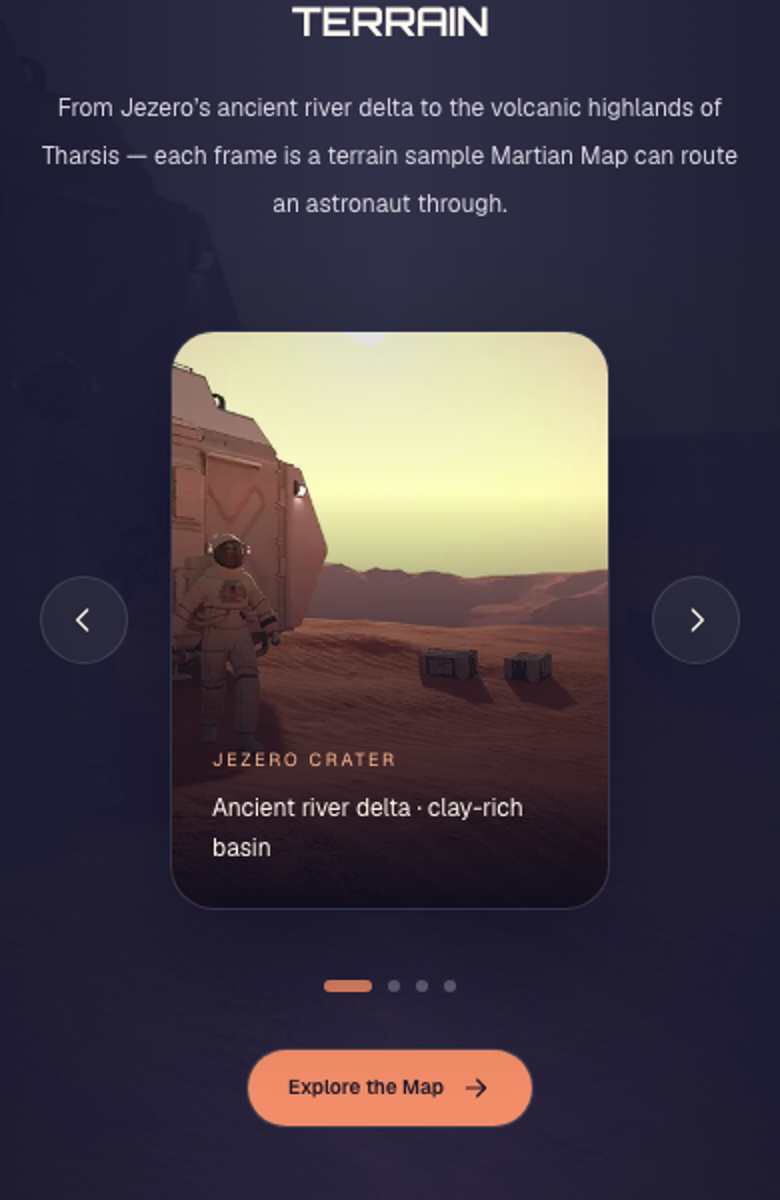 TERRAIN
From Jezero’s ancient river delta to the volcanic highlands of
Tharsis — each frame is a terrain sample Martian Map can route
an astronaut through.
JEZERO CRATER
Ancient river delta · clay-rich
basin
Explore the Map